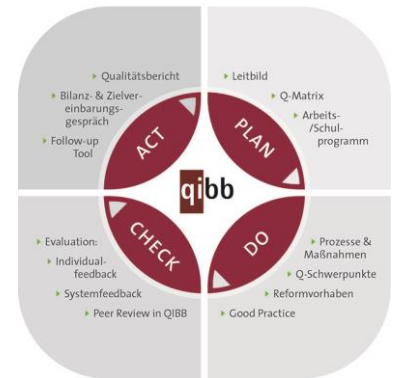 Qualitätsbericht
Bilanz- & Zielver-
einbarungs-
gespräch
Follow-up
Tool
ACT
Leitbild
Q-Matrix
Arbeits-
/Schul-
programm
PLAN
qibb
CHECK
Evaluation:
Individual-
feedback
Systemfeedback
Peer Review in QIBB
DO
Prozesse &
Maßnahmen
Q-Schwerpunkte
Reformvorhaben
Good Practice